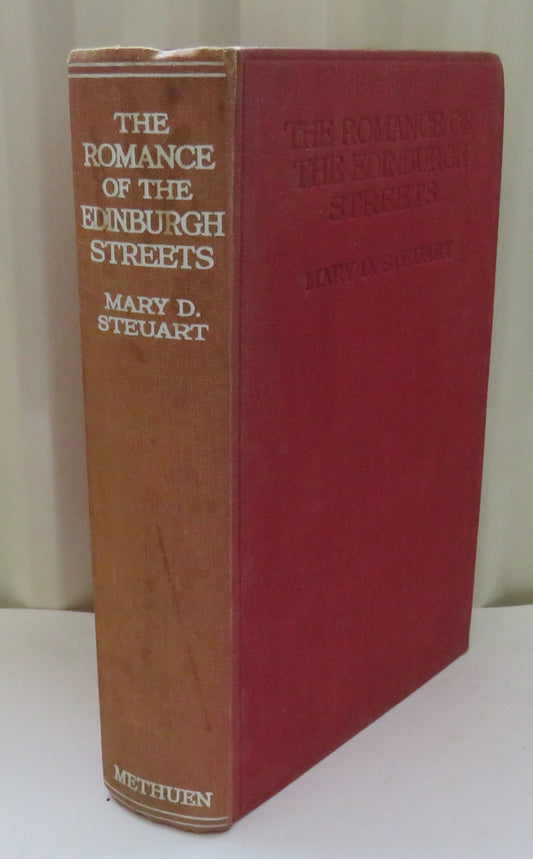 THE
ROMANCE
OF THE
EDINBURGH
STREETS
MARY D.
STEUART
METHUEN
THE ROMANCE OF
THE EDINBURGH
STREETS
MARY D. STEUART